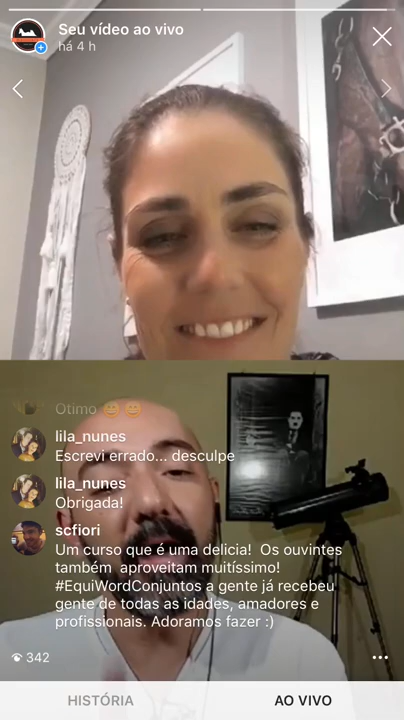 Seu vídeo ao vivo
há 4 h
Otimo 😊 😊
lila_nunes
Escrevi errado... desculpe
lila_nunes
Obrigada!
scfiori
Um curso que é uma delicia! Os ouvintes
também aproveitam muitíssimo!
#EquiWordConjuntos a gente já recebeu
gente de todas as idades, amadores e
profissionais. Adoramos fazer :)
342
HISTÓRIA
AO VIVO